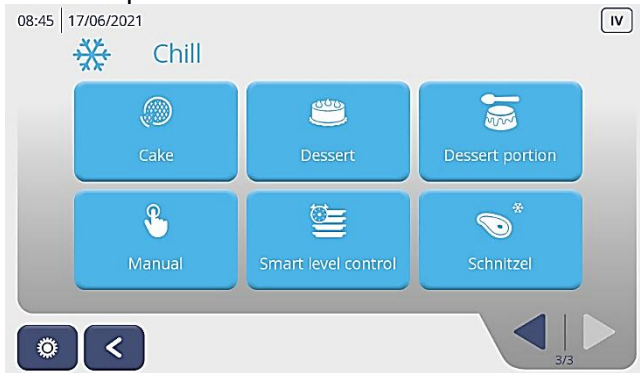 08:45 17/06/2021 IV
Chill
Cake Dessert Dessert portion
Manual Smart level control Schnitzel
3/3